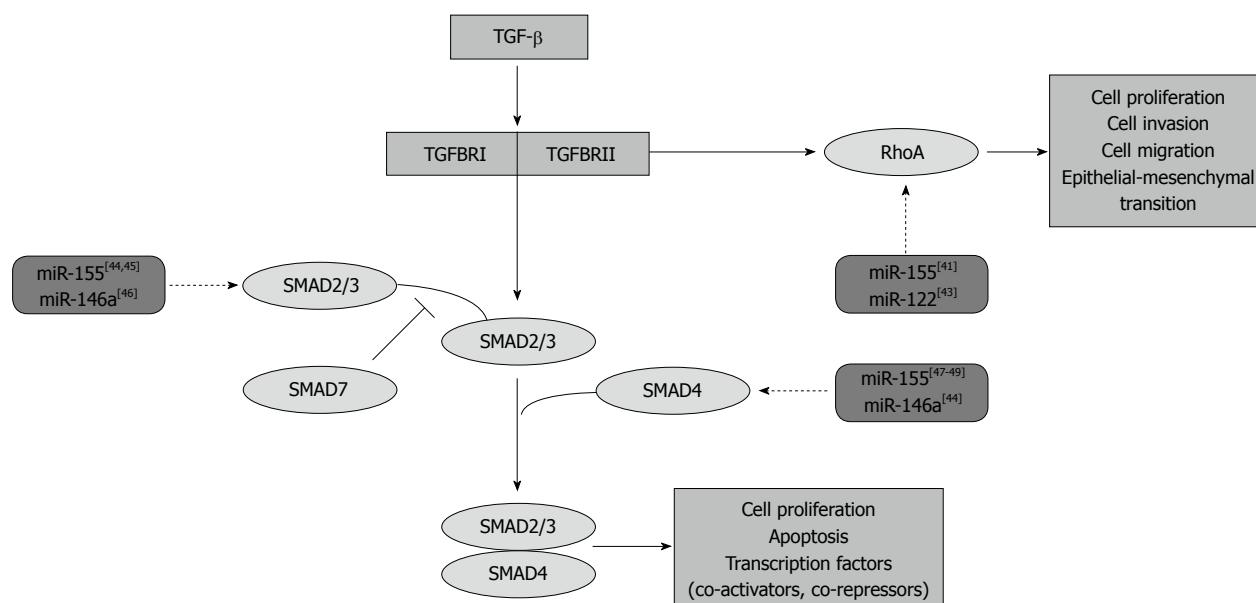 TGF-β
TGFBRI
TGFBRII
RhoA
Cell proliferation
Cell invasion
Cell migration
Epithelial-mesenchymal
transition
miR-155[44,45]
miR-146a[46]
SMAD2/3
miR-155[41]
miR-122[43]
SMAD2/3
SMAD7
SMAD4
miR-155[47-49]
miR-146a[44]
SMAD2/3
SMAD4
Cell proliferation
Apoptosis
Transcription factors
(co-activators, co-repressors)